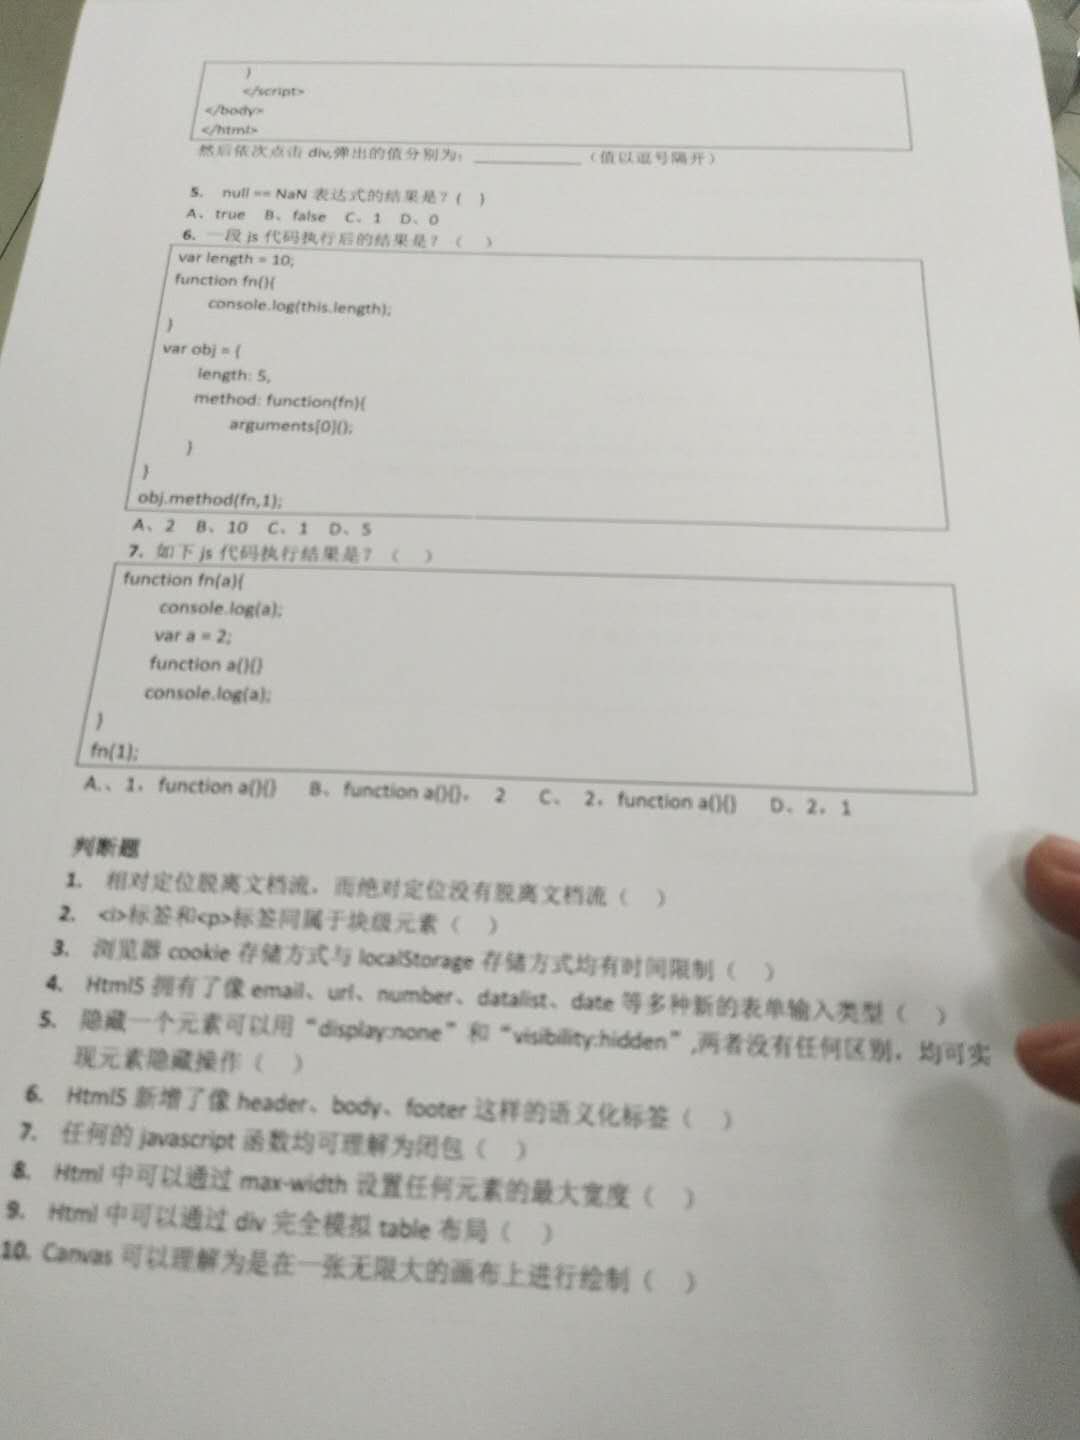 }
</script>
</body>
</html>
然后依次点击 div,弹出的值分别为：__________（值以逗号隔开）
5. null == NaN 表达式的结果是？( )
A、true B、false C、1 D、0
6. 一段 js 代码执行后的结果是？（ ）
var length = 10;
function fn(){
console.log(this.length);
}
var obj = {
length: 5,
method: function(fn){
arguments[0]();
}
}
obj.method(fn,1);
A、2 B、10 C、1 D、5
7. 如下 js 代码执行结果是？（ ）
function fn(a){
console.log(a);
var a = 2;
function a(){}
console.log(a);
}
fn(1);
A.、1，function a(){} B、function a(){}， 2 C、 2，function a(){} D、2，1
判断题
1. 相对定位脱离文档流，而绝对定位没有脱离文档流（ ）
2. <i>标签和<p>标签同属于块级元素（ ）
3. 浏览器 cookie 存储方式与 localStorage 存储方式均有时间限制（ ）
4. Html5 拥有了像 email、url、number、datalist、date 等多种新的表单输入类型（ ）
5. 隐藏一个元素可以用“display:none”和“visibility:hidden”,两者没有任何区别，均可实
现元素隐藏操作（ ）
6. Html5 新增了像 header、body、footer 这样的语义化标签（ ）
7. 任何的 javascript 函数均可理解为闭包（ ）
8. Html 中可以通过 max-width 设置任何元素的最大宽度（ ）
9. Html 中可以通过 div 完全模拟 table 布局（ ）
10. Canvas 可以理解为是在一张无限大的画布上进行绘制（ ）